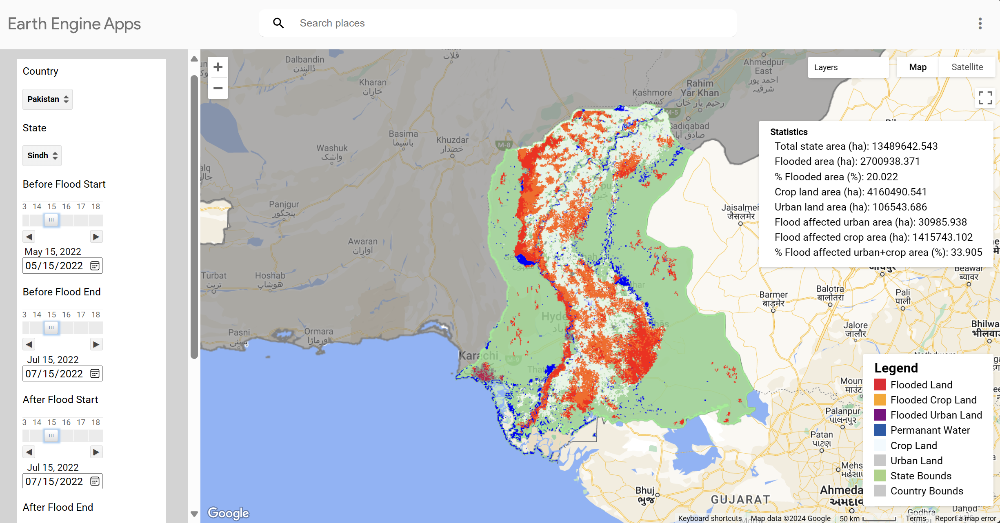 Earth Engine Apps
Search places
Country
Pakistan
State
Sindh
Before Flood Start
3 14 15 16 17 18
May 15, 2022
05/15/2022
Before Flood End
3 14 15 16 17 18
Jul 15, 2022
07/15/2022
After Flood Start
3 14 15 16 17 18
Jul 15, 2022
07/15/2022
After Flood End
Layers
Map
Satellite
Statistics
Total state area (ha): 13489642.543
Flooded area (ha): 2700938.371
% Flooded area (%): 20.022
Crop land area (ha): 4160490.541
Urban land area (ha): 106543.686
Flood affected urban area (ha): 30985.938
Flood affected crop area (ha): 1415743.102
% Flood affected urban+crop area (%): 33.905
Legend
Flooded Land
Flooded Crop Land
Flooded Urban Land
Permanant Water
Crop Land
Urban Land
State Bounds
Country Bounds
Dalbandin
ڈالبندن
قلات
Kharan
خاران
Ahmedpur
East
احمد پور
شرقیہ
Rahim
Yar Khan
رحیم یار خان
Kashmore
کشمور
M-5
Sadiqabad
صادق آباد
Basima
باسیما
Khuzdar
خضدار
M-8
Washuk
واشک
Panjgur
پنجگور
Awaran
آواران
Turbat
تربت
Hoshab
هوشاپ
Pasni
پسنی
Ormara
اورماڑا
Karachi
M-9
Jaisalmer
जैसलमेर
Barmer
बाड़मेर
Balotra
बालोतरा
Pali
पाली
Beawar
ब्यावर
Jalore
जालौर
Palanpur
પાલનપુર
Patan
પાટણ
Bhuj
ભુજ
GUJARAT
Google
Keyboard shortcuts
Map data ©2024 Google
50 km
Terms
Report a map error